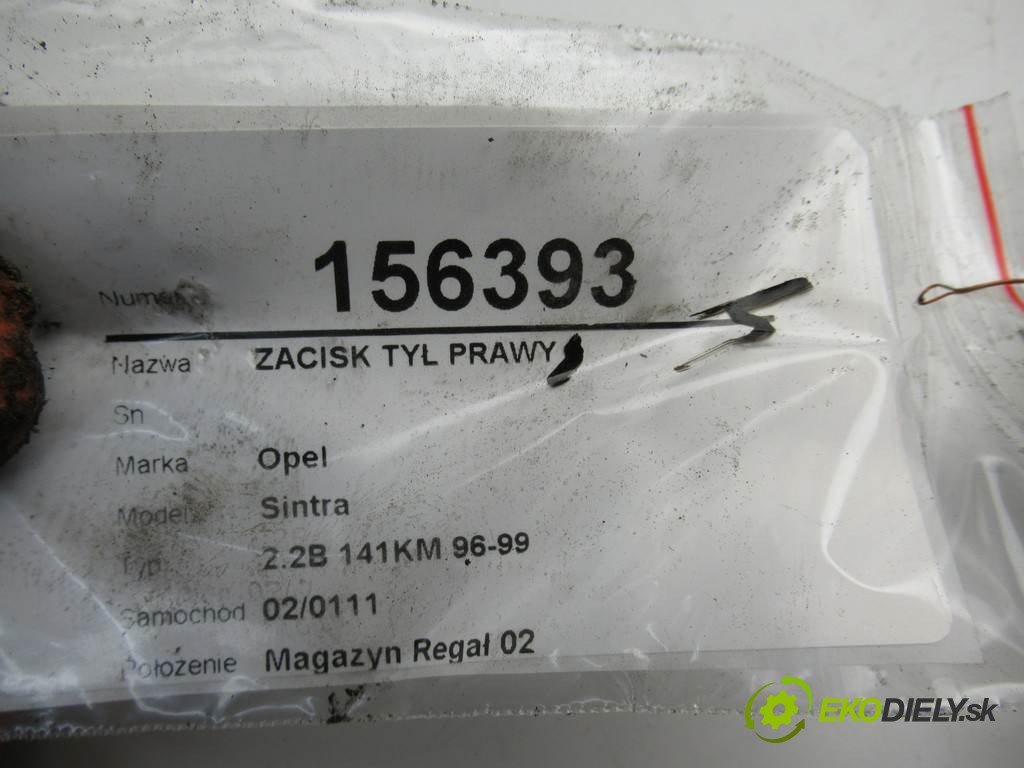 Numer 156393
Nazwa ZACISK TYL PRAWY
Sn
Marka Opel
Model Sintra
Typ 2.2B 141KM 96-99
Samochod 02/0111
Położenie Magazyn Regał 02
EKODIELY.sk